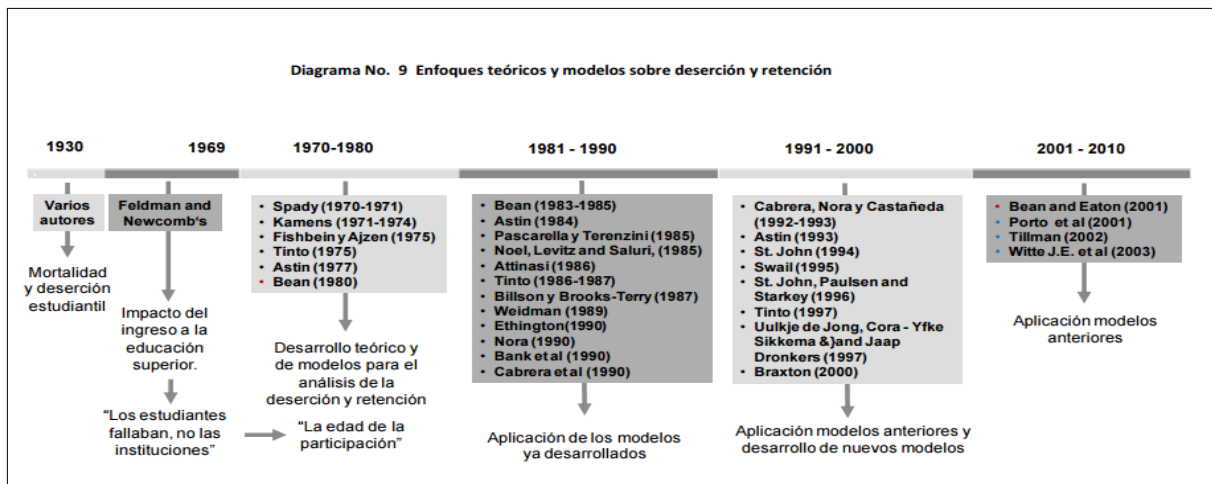 Diagrama No. 9 Enfoques teóricos y modelos sobre deserción y retención
1930
1969
1970-1980
1981 - 1990
1991 - 2000
2001 - 2010
Varios
autores
Mortalidad
y deserción
estudiantil
Feldman and
Newcomb‘s
Impacto del
ingreso a la
educación
superior.
“Los estudiantes
fallaban, no las
instituciones”
• Spady (1970-1971)
• Kamens (1971-1974)
• Fishbein y Ajzen (1975)
• Tinto (1975)
• Astin (1977)
• Bean (1980)
Desarrollo teórico y
de modelos para el
análisis de la
deserción y retención
“La edad de la
participación”
• Bean (1983-1985)
• Astin (1984)
• Pascarella y Terenzini (1985)
• Noel, Levitz and Saluri, (1985)
• Attinasi (1986)
• Tinto (1986-1987)
• Billson y Brooks-Terry (1987)
• Weidman (1989)
• Ethington(1990)
• Nora (1990)
• Bank et al (1990)
• Cabrera et al (1990)
Aplicación de los modelos
ya desarrollados
• Cabrera, Nora y Castañeda
(1992-1993)
• Astin (1993)
• St. John (1994)
• Swail (1995)
• St. John, Paulsen and
Starkey (1996)
• Tinto (1997)
• Uulkje de Jong, Cora - Yfke
Sikkema &}and Jaap
Dronkers (1997)
• Braxton (2000)
Aplicación modelos anteriores y
desarrollo de nuevos modelos
• Bean and Eaton (2001)
• Porto et al (2001)
• Tillman (2002)
• Witte J.E. et al (2003)
Aplicación modelos
anteriores